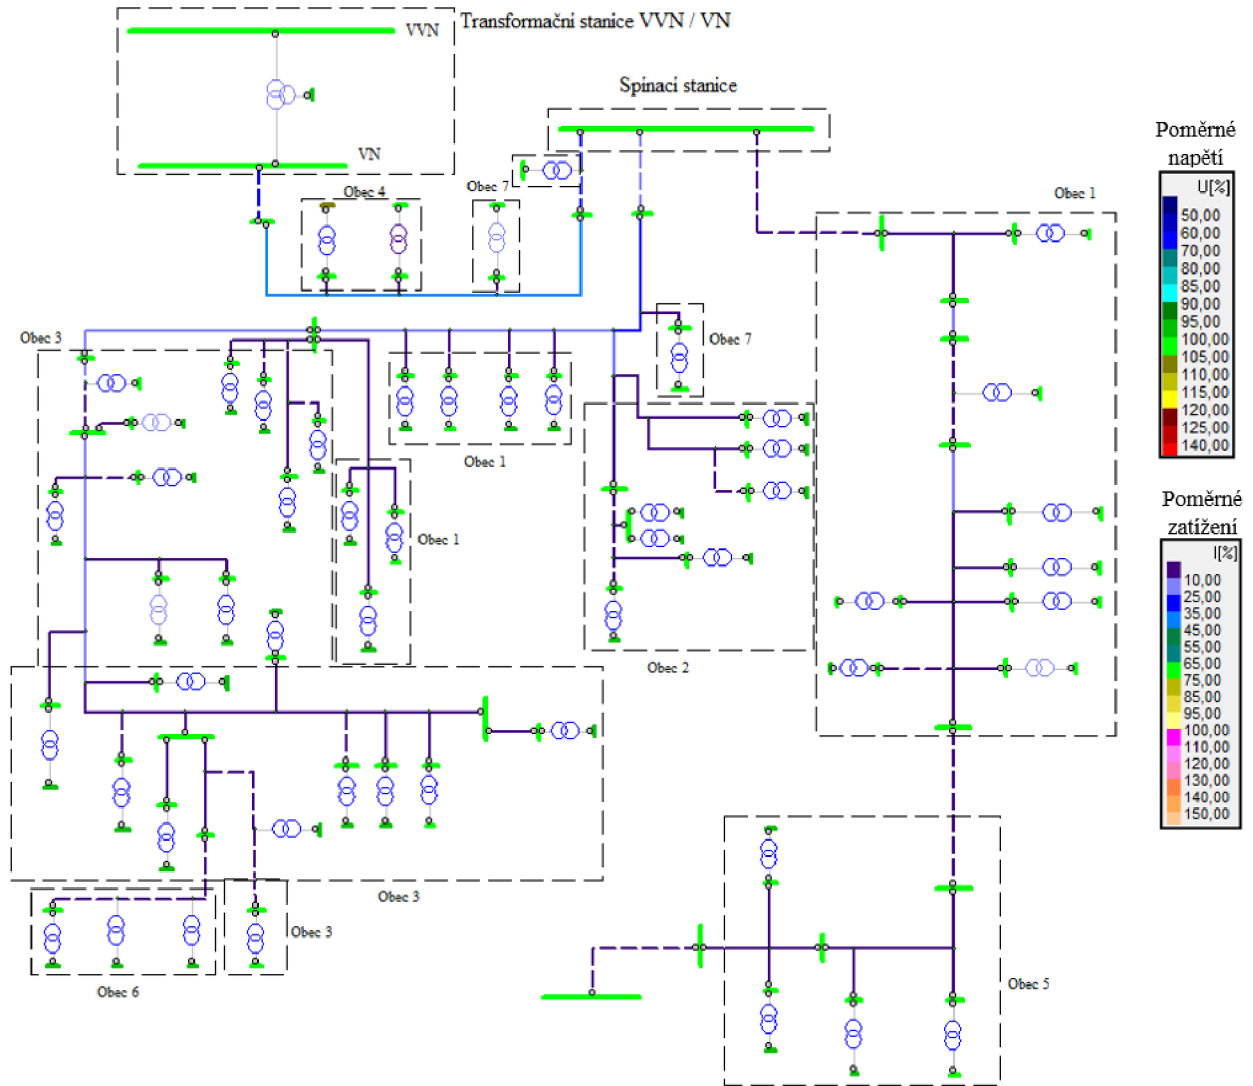 Transformační stanice VVN / VN
VVN
VN
Spínací stanice
Obec 4
Obec 7
Obec 1
Obec 3
Obec 7
Obec 1
Obec 1
Obec 2
Obec 3
Obec 3
Obec 6
Obec 5
Poměrné
napětí
U[%]
50,00
60,00
70,00
80,00
85,00
90,00
95,00
100,00
105,00
110,00
115,00
120,00
125,00
140,00
Poměrné
zatížení
I[%]
10,00
25,00
35,00
45,00
55,00
65,00
75,00
85,00
95,00
100,00
110,00
120,00
130,00
140,00
150,00